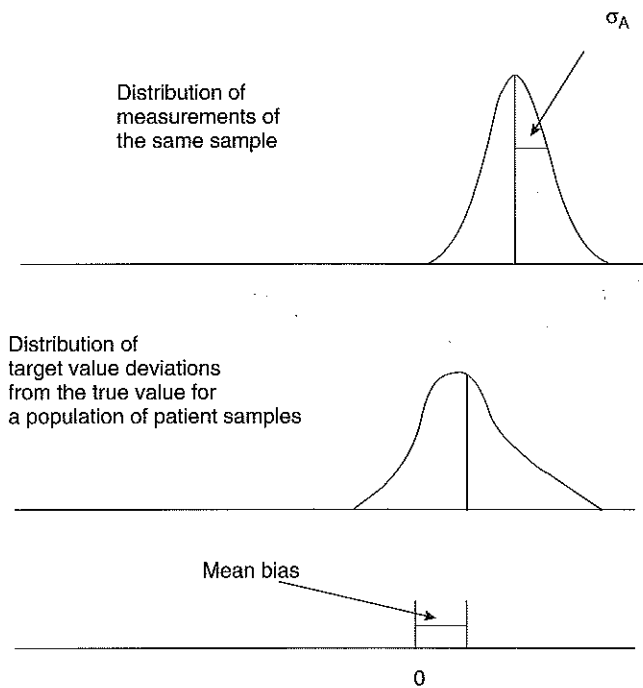 σA
Distribution of
measurements of
the same sample
Distribution of
target value deviations
from the true value for
a population of patient samples
Mean bias
0